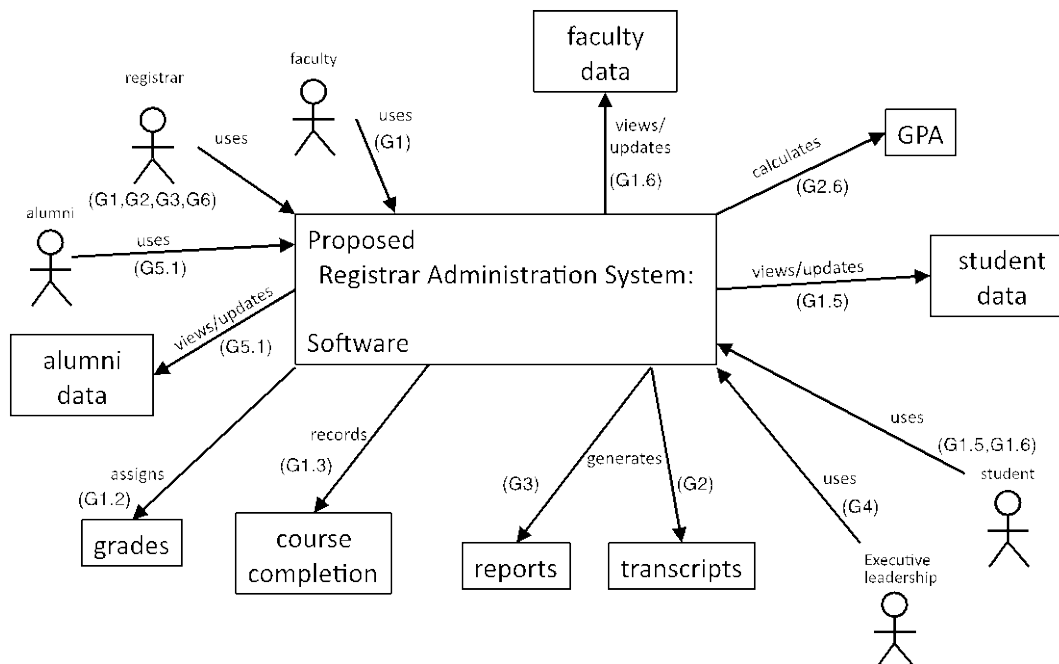 faculty
data
faculty
registrar
uses
(G1)
uses
views/
updates
(G1.6)
GPA
calculates
(G2.6)
(G1,G2,G3,G6)
alumni
uses
(G5.1)
Proposed
Registrar Administration System:
Software
views/updates
(G1.5)
student
data
views/updates
(G5.1)
alumni
data
uses
(G1.5,G1.6)
student
records
(G1.3)
generates
assigns
(G1.2)
(G3)
(G2)
uses
(G4)
grades
course
completion
reports
transcripts
Executive
leadership